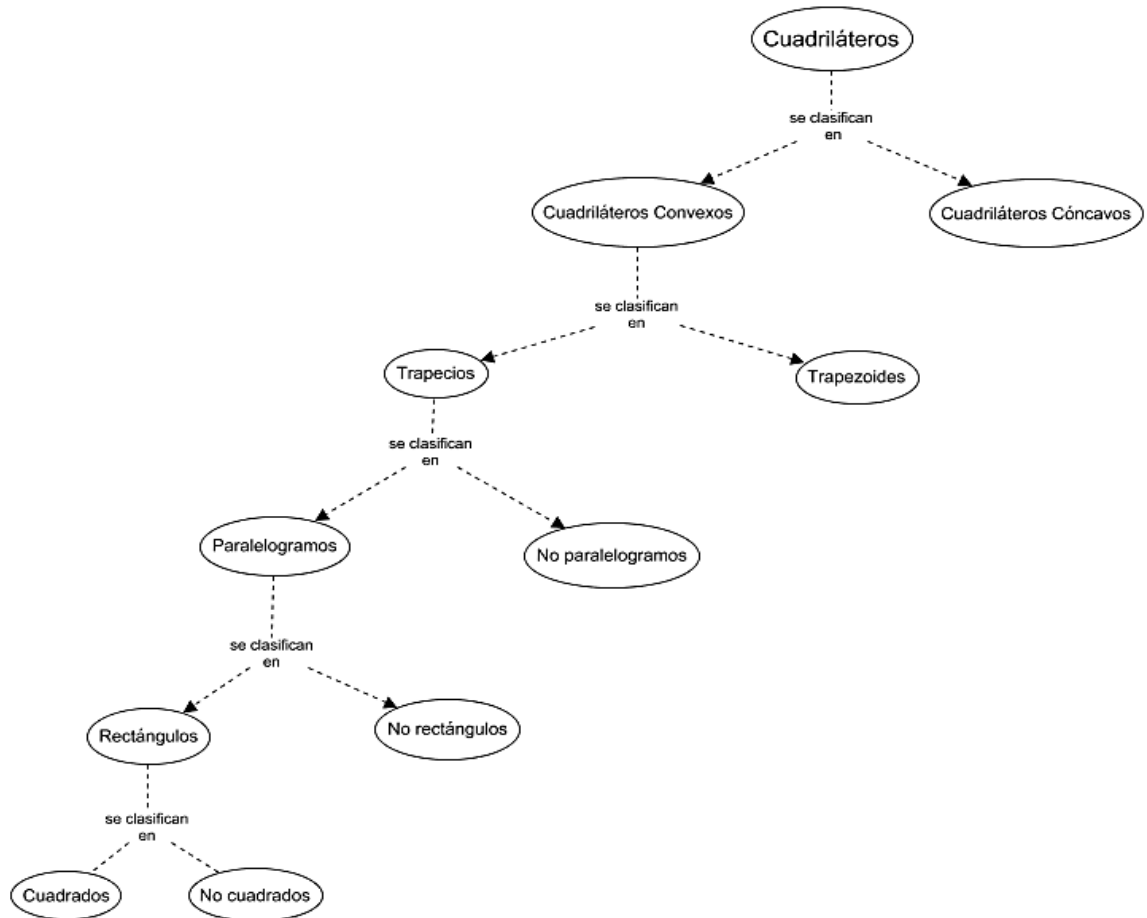 Cuadriláteros
se clasifican
en
Cuadriláteros Convexos
Cuadriláteros Cóncavos
se clasifican
en
Trapecios
Trapezoides
se clasifican
en
Paralelogramos
No paralelogramos
se clasifican
en
Rectángulos
No rectángulos
se clasifican
en
Cuadrados
No cuadrados